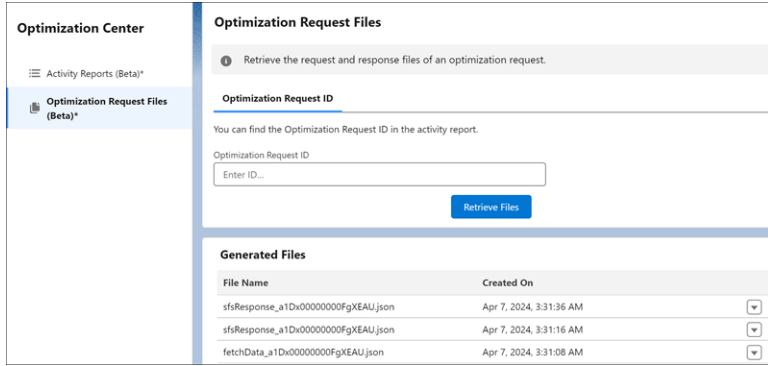 Optimization Center
Activity Reports (Beta)*
Optimization Request Files
(Beta)*
Optimization Request Files
Retrieve the request and response files of an optimization request.
Optimization Request ID
You can find the Optimization Request ID in the activity report.
Optimization Request ID
Enter ID...
Retrieve Files
Generated Files
File Name Created On
sfsResponse_a1Dx00000000FgXEAU.json Apr 7, 2024, 3:31:36 AM
sfsResponse_a1Dx00000000FgXEAU.json Apr 7, 2024, 3:31:16 AM
fetchData_a1Dx00000000FgXEAU.json Apr 7, 2024, 3:31:08 AM